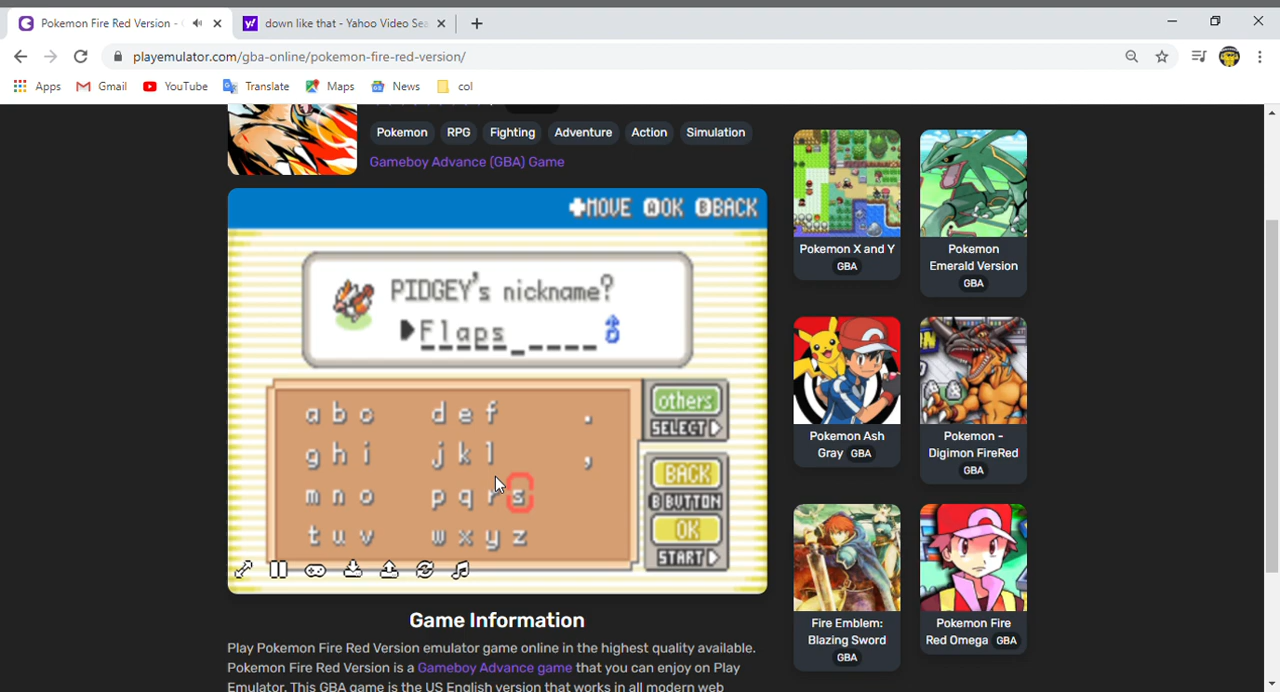 Pokemon Fire Red Version -
down like that - Yahoo Video Sea
playemulator.com/gba-online/pokemon-fire-red-version/
Apps Gmail YouTube Translate Maps News col
Pokemon RPG Fighting Adventure Action Simulation
Gameboy Advance (GBA) Game
MOVE A OK B BACK
PIDGEY's nickname?
Flaps
a b c d e f .
g h i j k l ,
m n o p q r s
t u v w x y z
others
SELECT
BACK
B BUTTON
OK
START
Game Information
Play Pokemon Fire Red Version emulator game online in the highest quality available.
Pokemon Fire Red Version is a Gameboy Advance game that you can enjoy on Play
Emulator. This GBA game is the US English version that works in all modern web
Pokemon X and Y
GBA
Pokemon
Emerald Version
GBA
Pokemon Ash
Gray GBA
Pokemon -
Digimon FireRed
GBA
Fire Emblem:
Blazing Sword
GBA
Pokemon Fire
Red Omega GBA